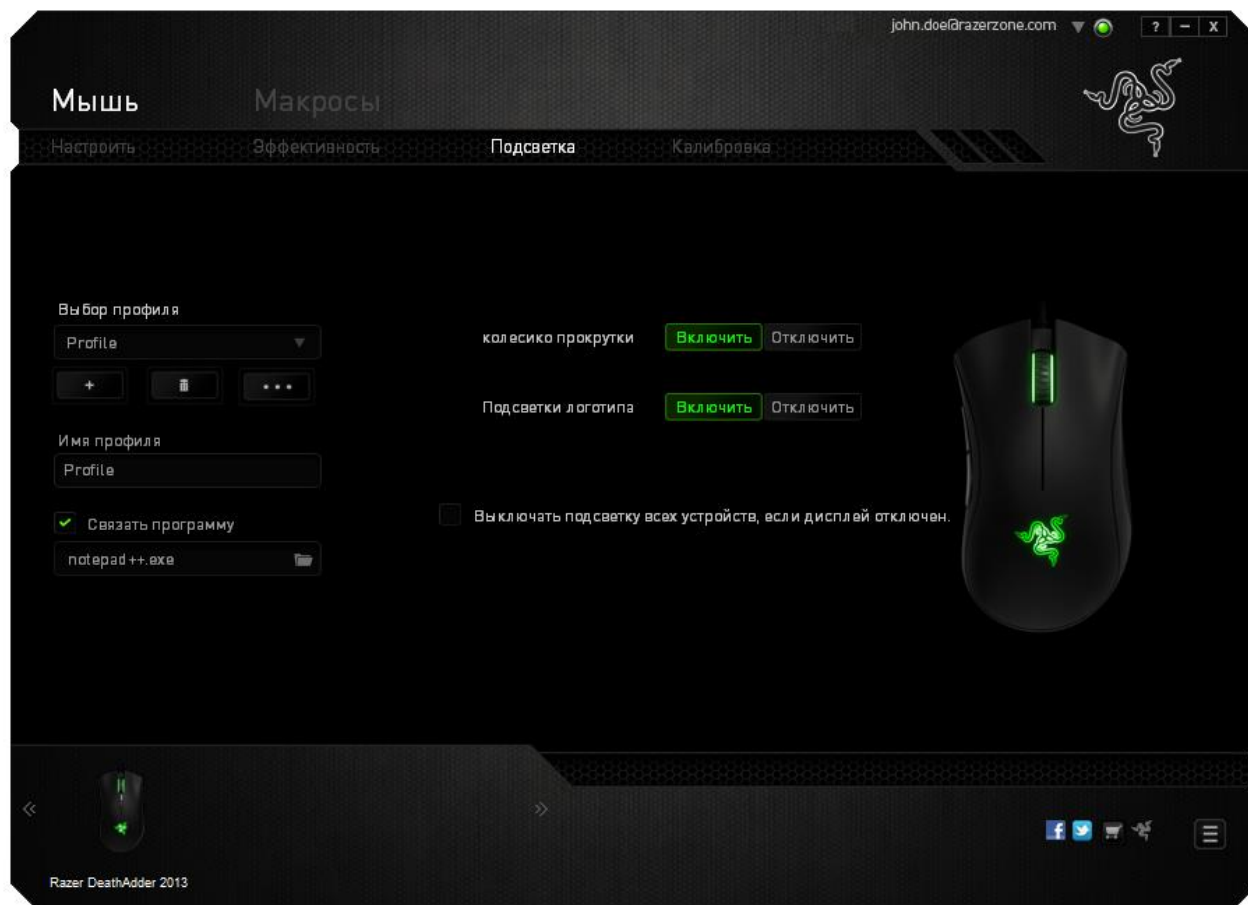 john.doe@razerzone.com
? – X
Мышь Макросы
Настроить Эффективность Подсветка Калибровка
Выбор профиля
Profile
колесико прокрутки Включить Отключить
+ •••
Подсветки логотипа Включить Отключить
Имя профиля
Profile
Связать программу
Выключать подсветку всех устройств, если дисплей отключен.
notepad++.exe
Razer DeathAdder 2013